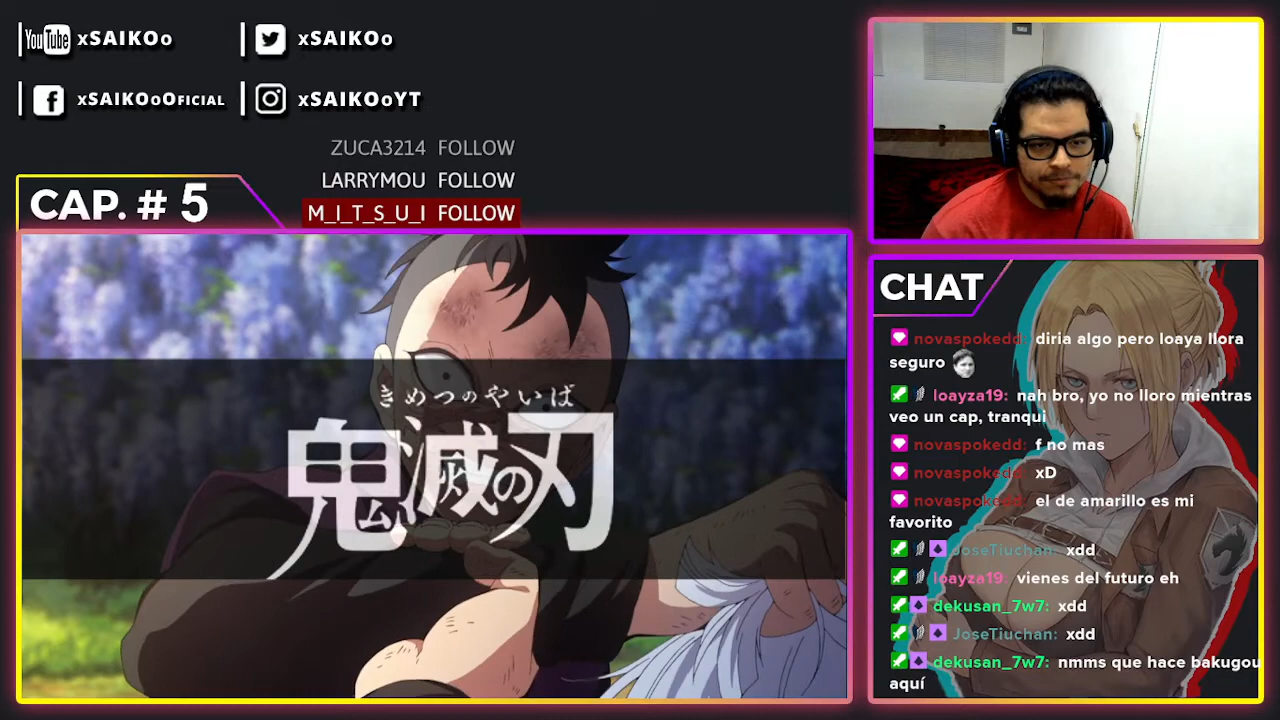 YouTube xSAIKOo
xSAIKOo
xSAIKOoOficial
xSAIKOoYT
ZUCA3214 FOLLOW
LARRYMOU FOLLOW
M_I_T_S_U_I FOLLOW
CAP. # 5
きめつのやいば
鬼滅の刃
CHAT
novaspokedd: diria algo pero loaya llora
seguro
loayza19: nah bro, yo no lloro mientras
veo un cap, tranqui
novaspokedd: f no mas
novaspokedd: xD
novaspokedd: el de amarillo es mi
favorito
JoseTiuchan: xdd
loayza19: vienes del futuro eh
dekusan_7w7: xdd
JoseTiuchan: xdd
dekusan_7w7: nmms que hace bakugou
aquí